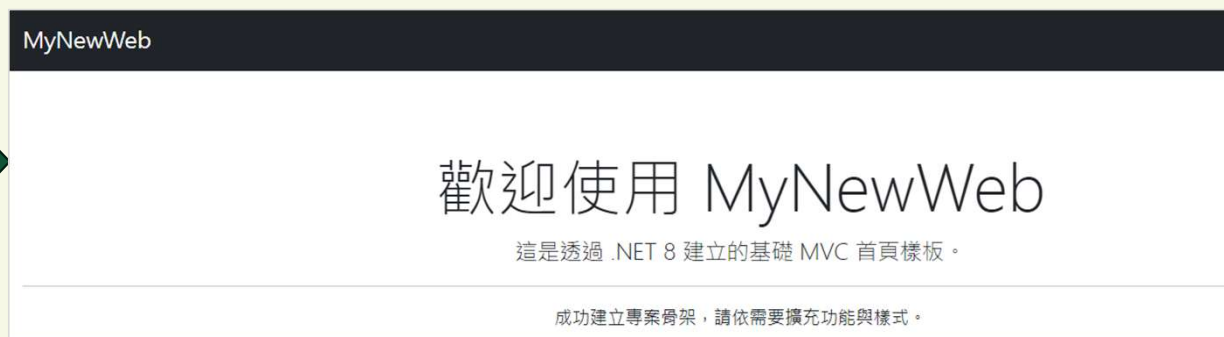 MyNewWeb
歡迎使用 MyNewWeb
這是透過 .NET 8 建立的基礎 MVC 首頁樣板。
成功建立專案骨架，請依需要擴充功能與樣式。